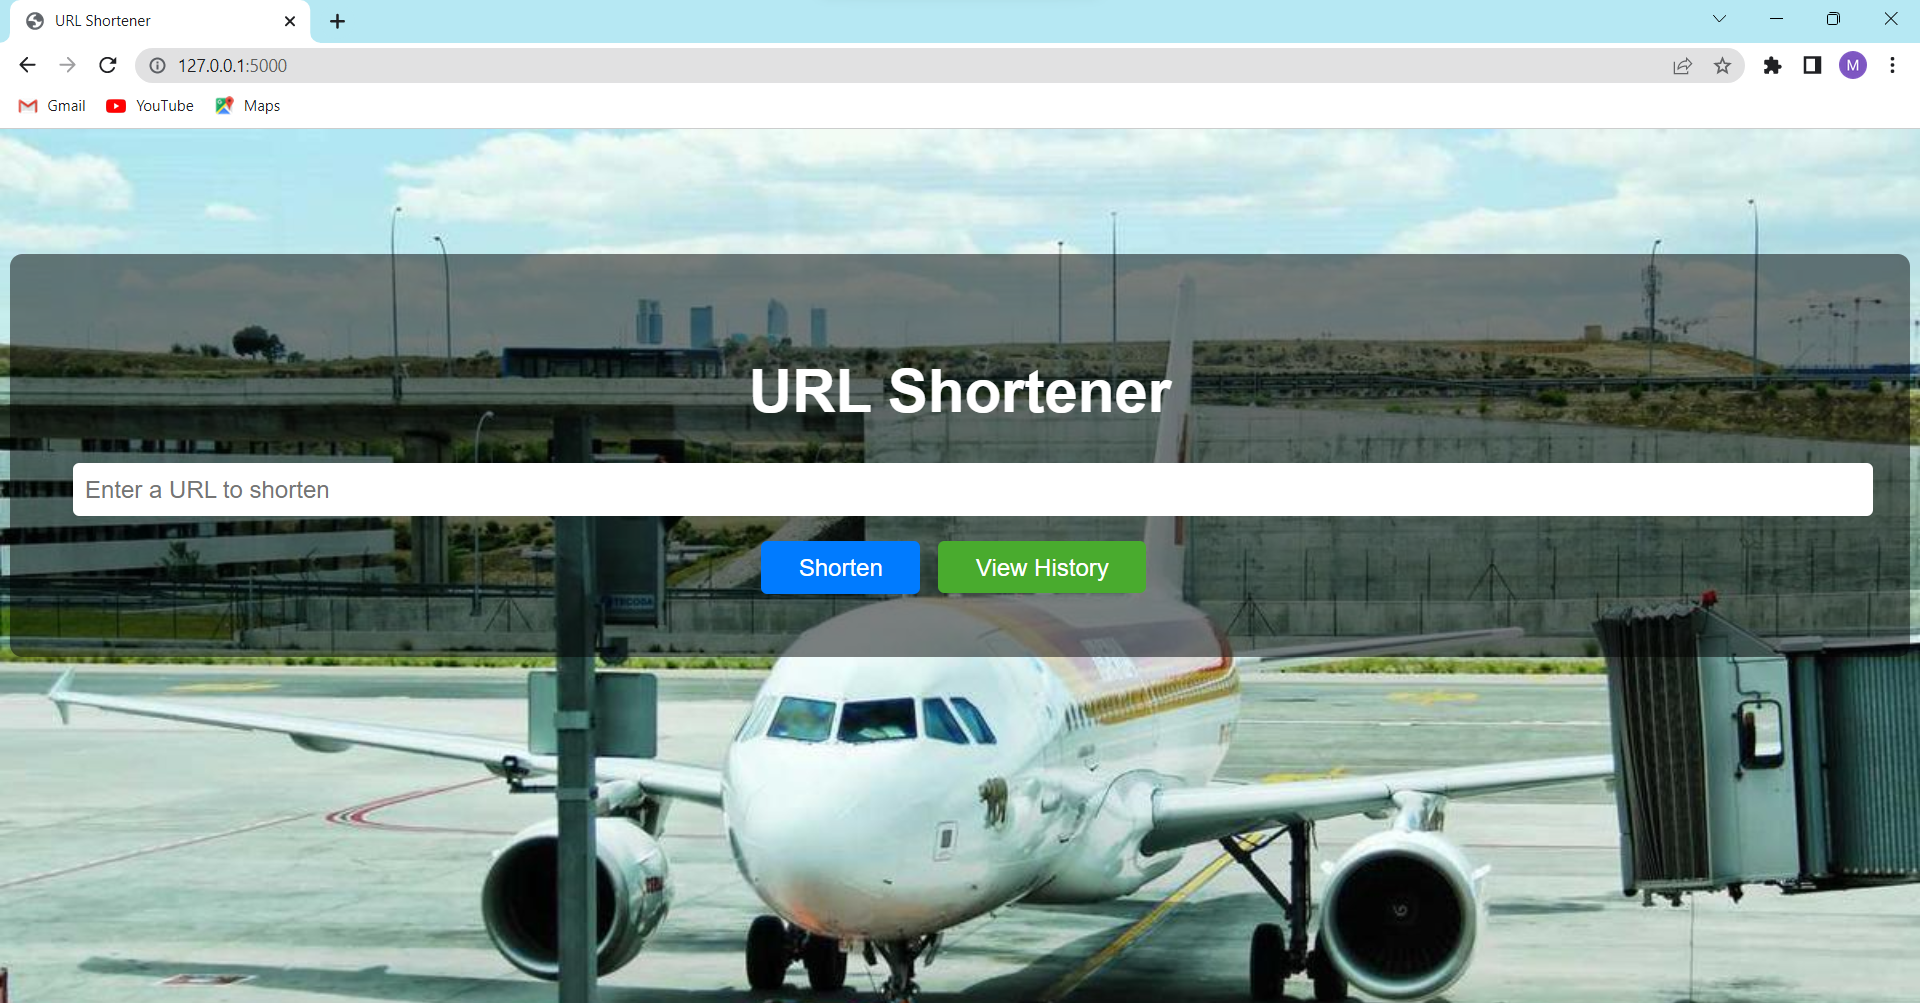 URL Shortener
127.0.0.1:5000
M
Gmail YouTube Maps
URL Shortener
Enter a URL to shorten
Shorten View History
TECOSA